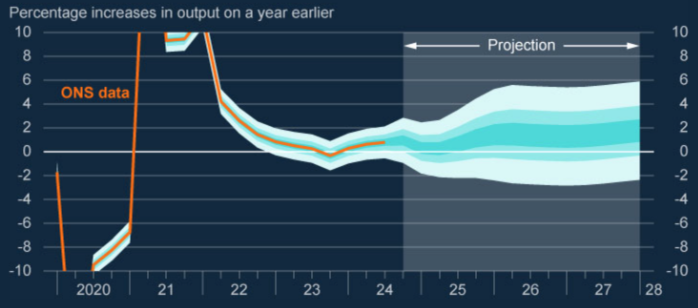 Percentage increases in output on a year earlier
10 10
8 Projection 8
6 6
ONS data
4 4
2 2
0 0
-2 -2
-4 -4
-6 -6
-8 -8
-10 -10
2020 21 22 23 24 25 26 27 28